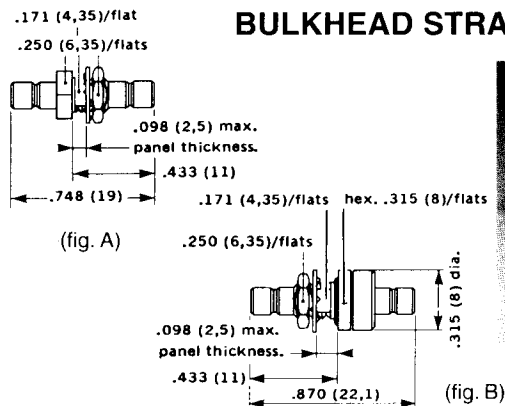 BULKHEAD STRA
.171 (4,35)/flat
.250 (6,35)/flats
.098 (2,5) max.
panel thickness.
.433 (11)
.748 (19)
(fig. A)
.171 (4,35)/flats
hex. .315 (8)/flats
.250 (6,35)/flats
.315 (8) dia.
.098 (2,5) max.
panel thickness.
.433 (11)
.870 (22,1)
(fig. B)